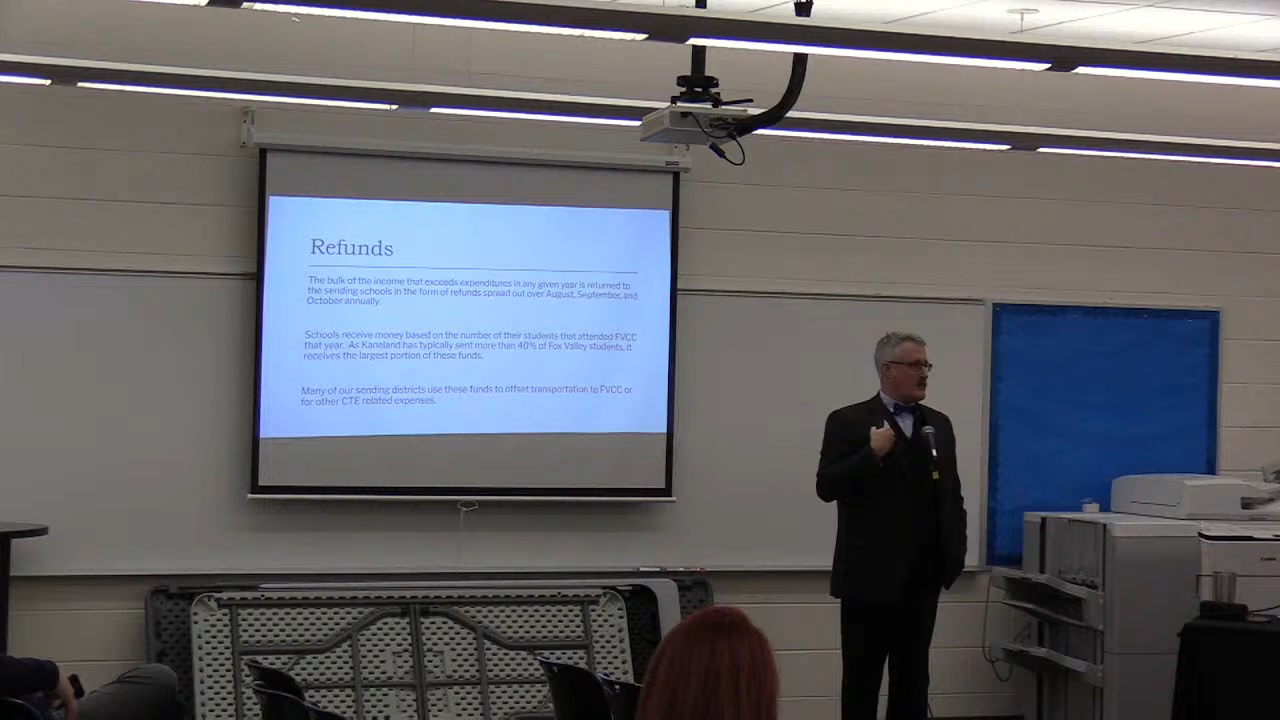 Refunds
The bulk of the income that exceeds expenditures in any given year is returned to
the sending schools in the form of refunds spread out over August, September, and
October annually.
Schools receive money based on the number of their students that attended FVCC
that year. As Kaneland has typically sent more than 40% of Fox Valley students, it
receives the largest portion of these funds.
Many of our sending districts use these funds to offset transportation to FVCC or
for other CTE related expenses.
Canon